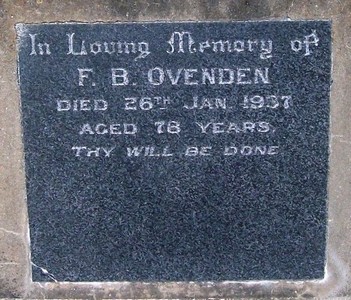 In Loving Memory of
F. B. OVENDEN
DIED 26TH JAN. 1937
AGED 78 YEARS.
THY WILL BE DONE